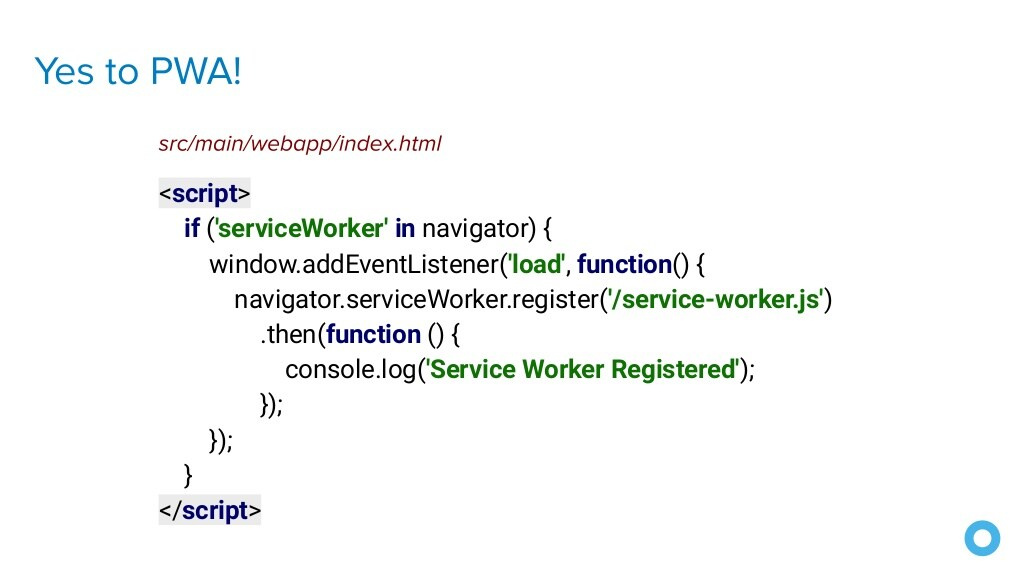 Yes to PWA!
src/main/webapp/index.html
<script>
if ('serviceWorker' in navigator) {
window.addEventListener('load', function() {
navigator.serviceWorker.register('/service-worker.js')
.then(function () {
console.log('Service Worker Registered');
});
});
}
</script>